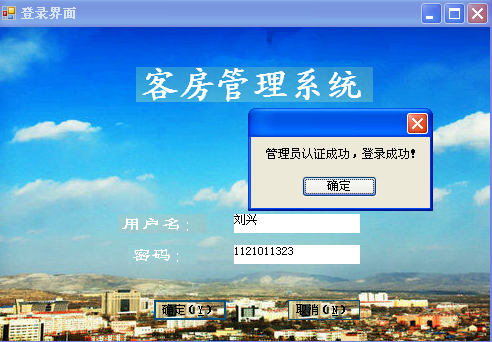 登录界面
客房管理系统
管理员认证成功，登录成功!
确定
用户名：
刘兴
密码：
1121011323
确定(Y)
取消(N)